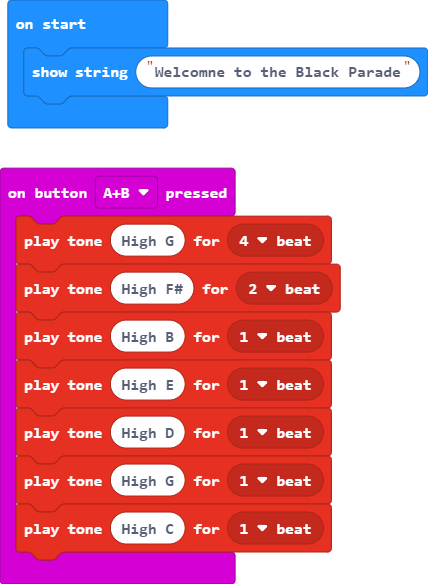 on start
show string "Welcomne to the Black Parade"
on button A+B pressed
play tone High G for 4 beat
play tone High F# for 2 beat
play tone High B for 1 beat
play tone High E for 1 beat
play tone High D for 1 beat
play tone High G for 1 beat
play tone High C for 1 beat